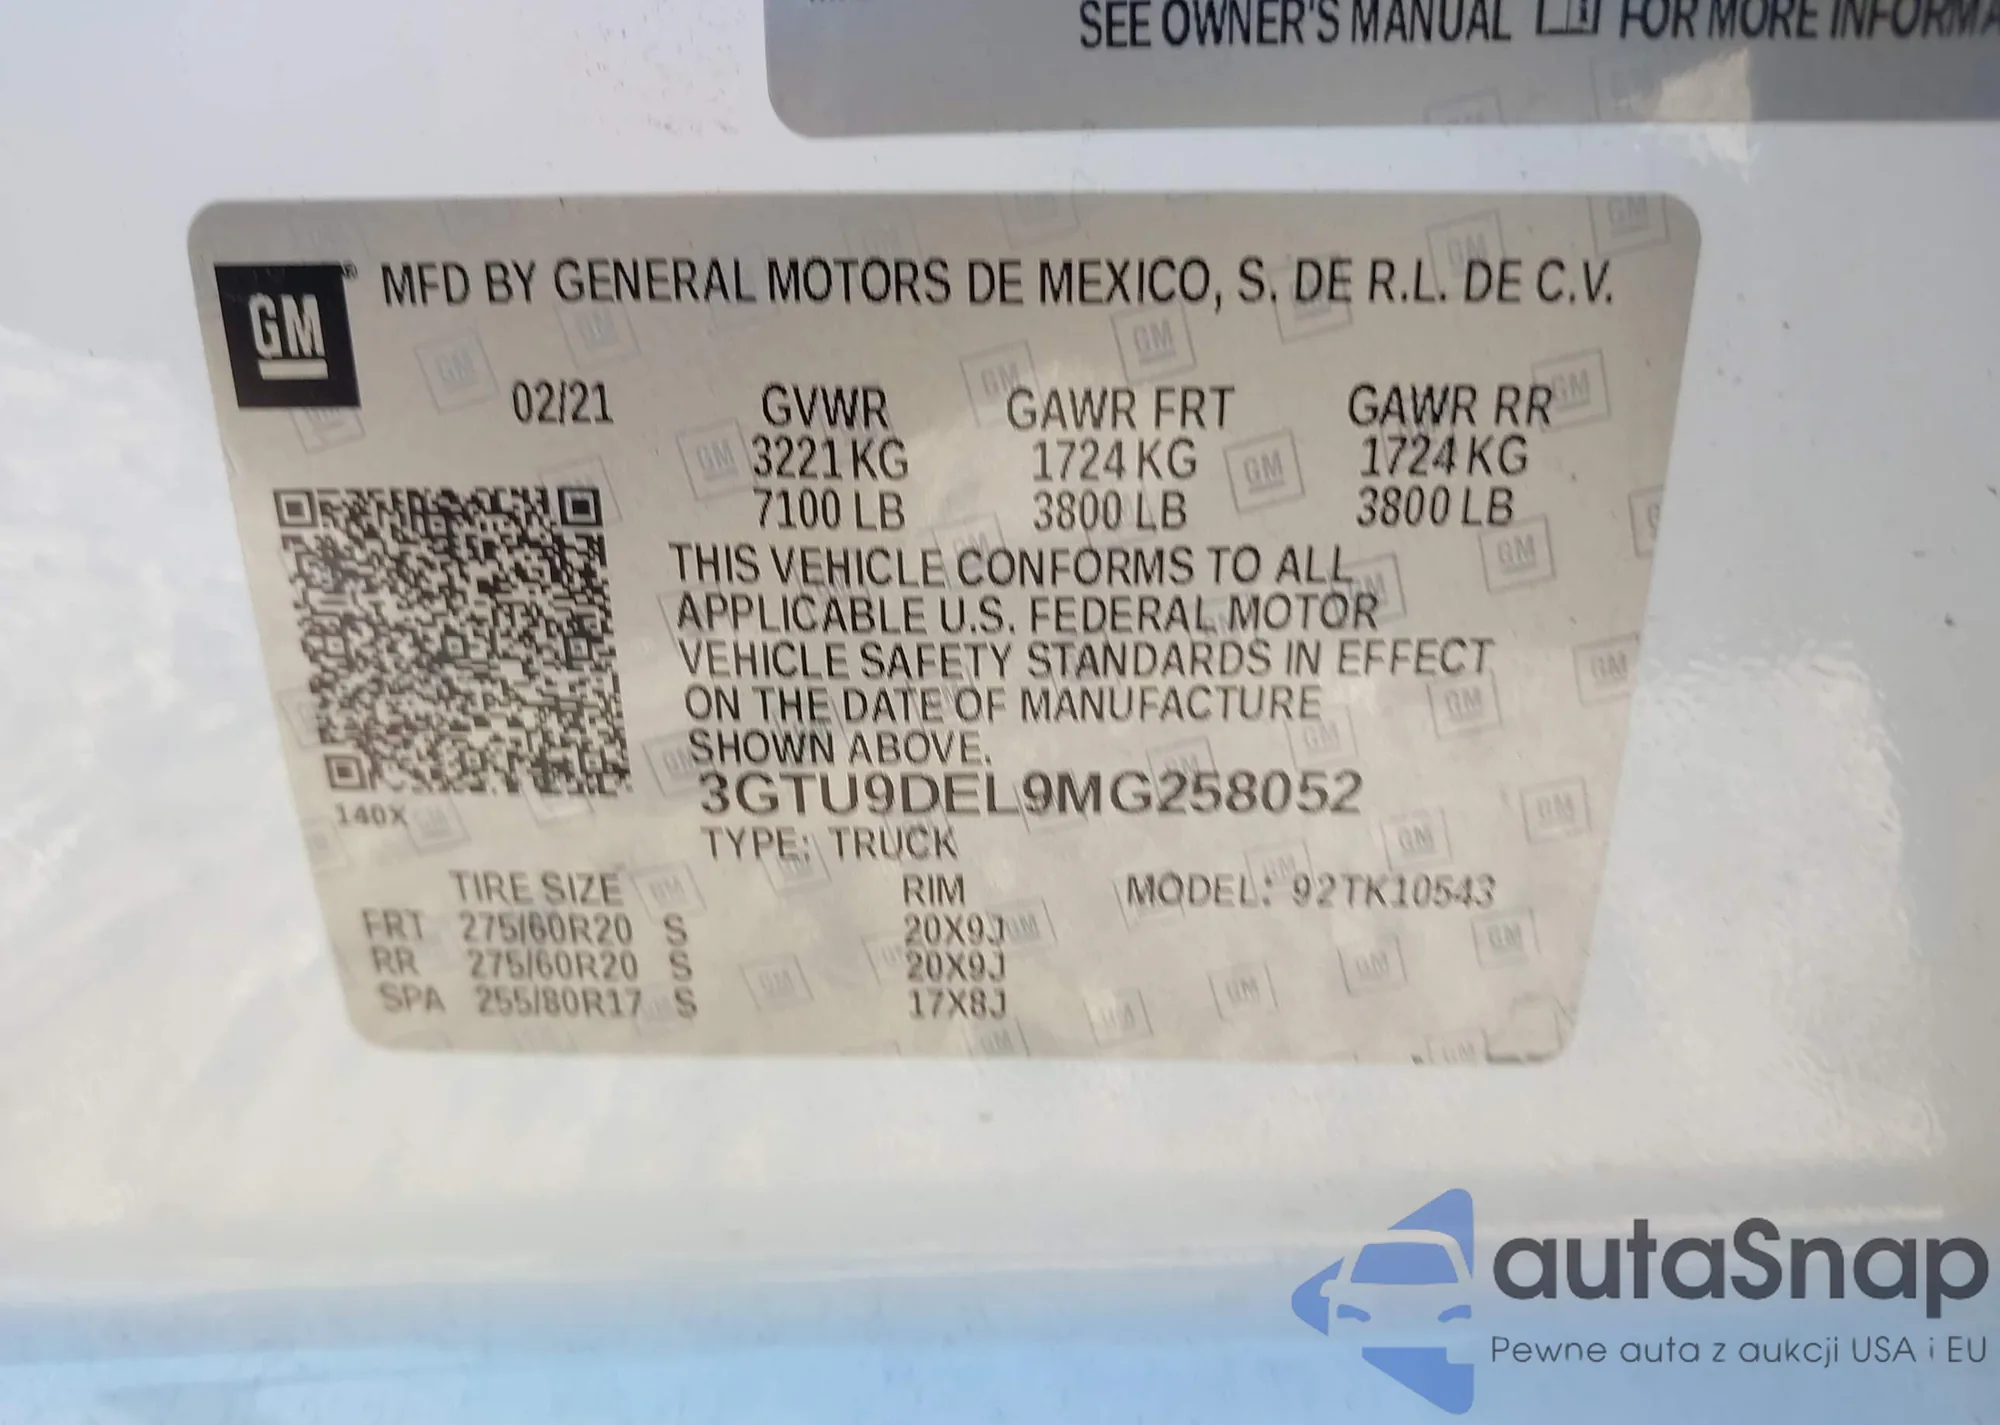 SEE OWNER'S MANUAL FOR MORE INFORMA
GM
MFD BY GENERAL MOTORS DE MEXICO, S. DE R.L. DE C.V.
02/21 GVWR GAWR FRT GAWR RR
3221 KG 1724 KG 1724 KG
7100 LB 3800 LB 3800 LB
THIS VEHICLE CONFORMS TO ALL
APPLICABLE U.S. FEDERAL MOTOR
VEHICLE SAFETY STANDARDS IN EFFECT
ON THE DATE OF MANUFACTURE
SHOWN ABOVE.
3GTU9DEL9MG258052
140X
TYPE: TRUCK
TIRE SIZE RIM MODEL: 92TK10543
FRT 275/60R20 S 20X9J
RR 275/60R20 S 20X9J
SPA 255/80R17 S 17X8J
autaSnap
Pewne auta z aukcji USA i EU